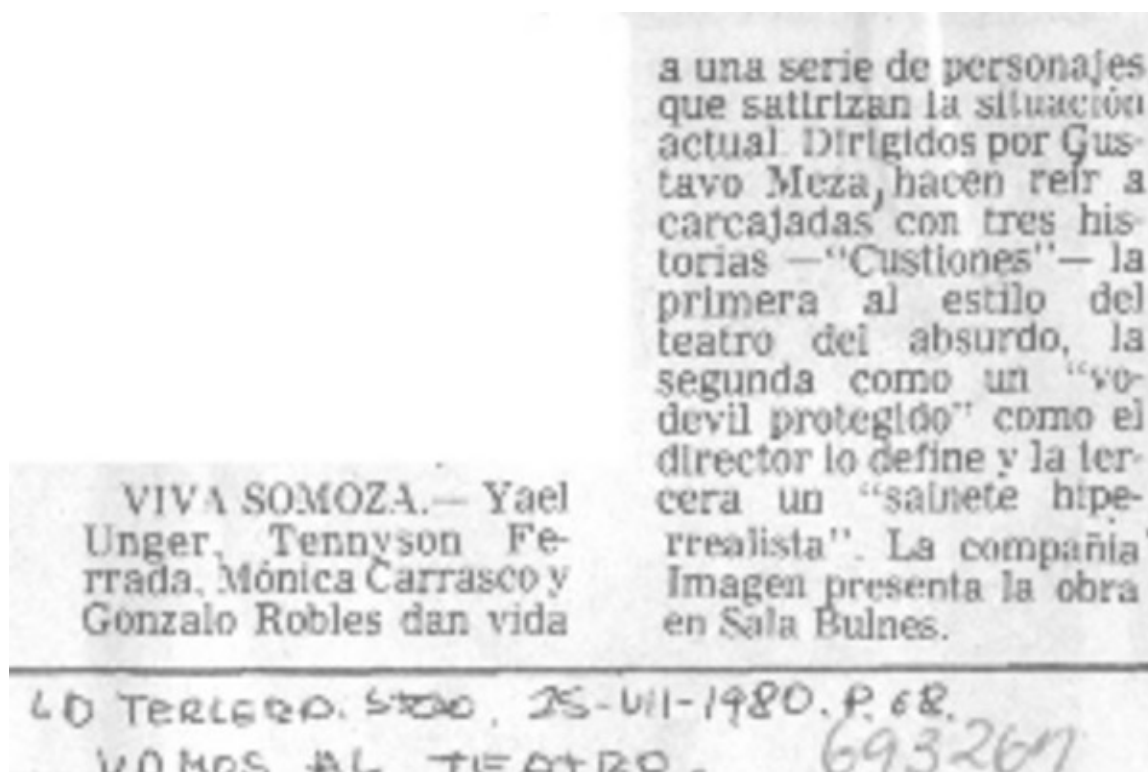 VIVA SOMOZA.— Yael
Unger, Tennyson Fe-
rrada, Mónica Carrasco y
Gonzalo Robles dan vida
a una serie de personajes
que satirizan la situación
actual. Dirigidos por Gus-
tavo Meza, hacen reír a
carcajadas con tres his-
torias —"Custiones"— la
primera al estilo del
teatro del absurdo, la
segunda como un "vo-
devil protegido" como el
director lo define y la ter-
cera un "sainete hipe-
rrealista". La compañía
Imagen presenta la obra
en Sala Bulnes.
LA TERCERA. STGO. 25-VII-1980. P. 68.
VAMOS AL TEATRO.